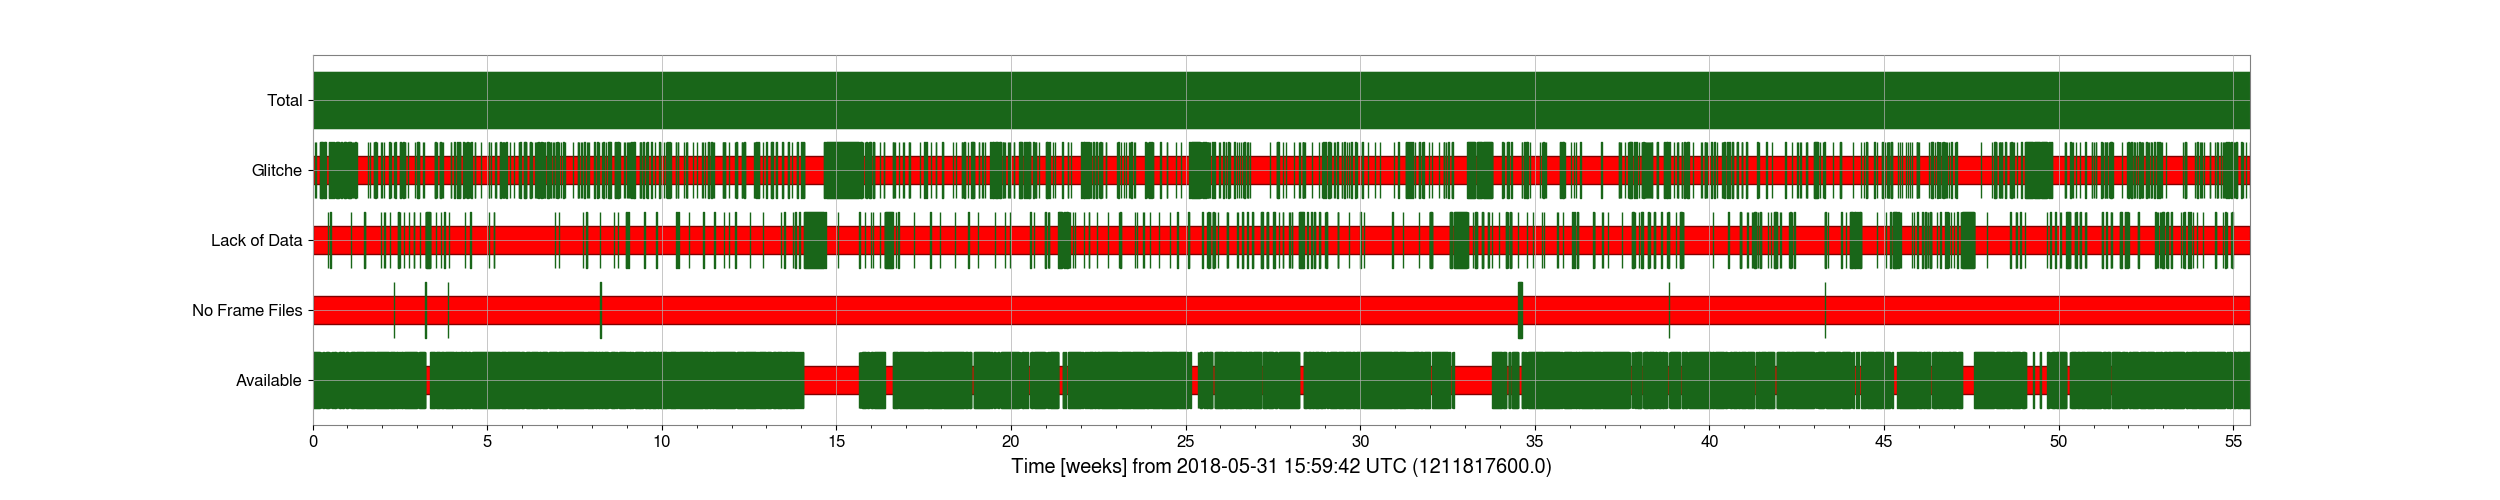 Total
Glitche
Lack of Data
No Frame Files
Available
0 5 10 15 20 25 30 35 40 45 50 55
Time [weeks] from 2018-05-31 15:59:42 UTC (1211817600.0)